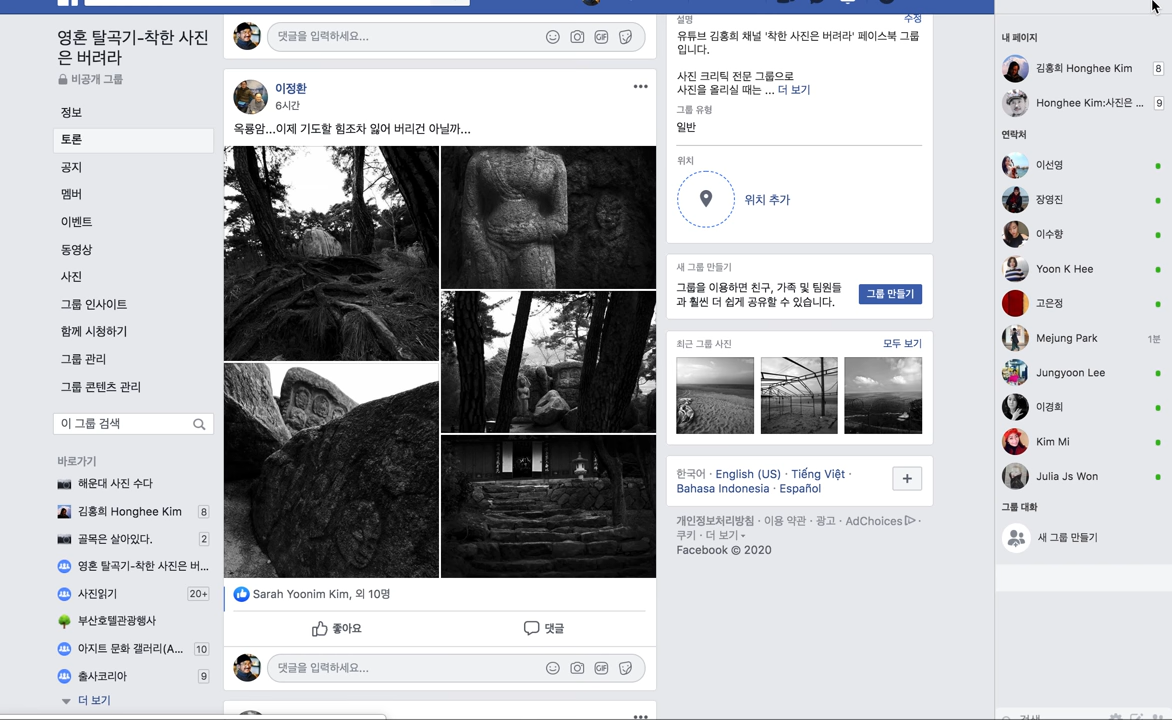 영혼 탈곡기-착한 사진
은 버려라
비공개 그룹
정보
토론
공지
멤버
이벤트
동영상
사진
그룹 인사이트
함께 시청하기
그룹 관리
그룹 콘텐츠 관리
이 그룹 검색
바로가기
해운대 사진 수다
김홍희 Honghee Kim 8
골목은 살아있다. 2
영혼 탈곡기-착한 사진은 버...
사진읽기 20+
부산호텔관광행사
아지트 문화 갤러리(A... 10
출사코리아 9
더 보기
댓글을 입력하세요...
GIF
이정환
6시간
옥룡암...이제 기도할 힘조차 잃어 버리건 아닐까...
Sarah Yoonim Kim, 외 10명
좋아요 댓글
댓글을 입력하세요...
GIF
설명 수정
유튜브 김홍희 채널 '착한 사진은 버려라' 페이스북 그룹
입니다.
사진 크리틱 전문 그룹으로
사진을 올리실 때는 ... 더 보기
그룹 유형
일반
위치
위치 추가
새 그룹 만들기
그룹을 이용하면 친구, 가족 및 팀원들
과 훨씬 더 쉽게 공유할 수 있습니다.
그룹 만들기
최근 그룹 사진 모두 보기
한국어 · English (US) · Tiếng Việt ·
Bahasa Indonesia · Español
개인정보처리방침 · 이용 약관 · 광고 · AdChoices ·
쿠키 · 더 보기
Facebook © 2020
내 페이지
김홍희 Honghee Kim 8
Honghee Kim:사진은 ... 9
연락처
이선영
장영진
이수향
Yoon K Hee
고은정
Mejung Park 1분
Jungyoon Lee
이경희
Kim Mi
Julia Js Won
그룹 대화
새 그룹 만들기
검색